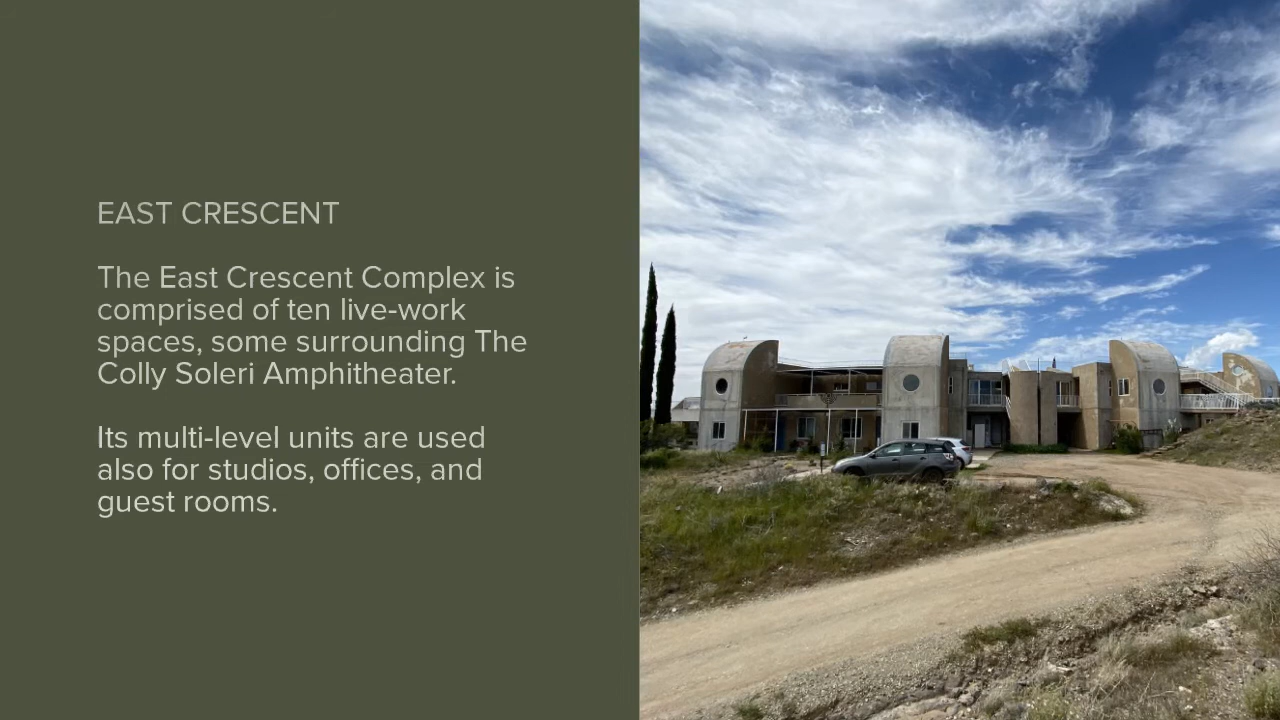 EAST CRESCENT
The East Crescent Complex is
comprised of ten live-work
spaces, some surrounding The
Colly Soleri Amphitheater.
Its multi-level units are used
also for studios, offices, and
guest rooms.